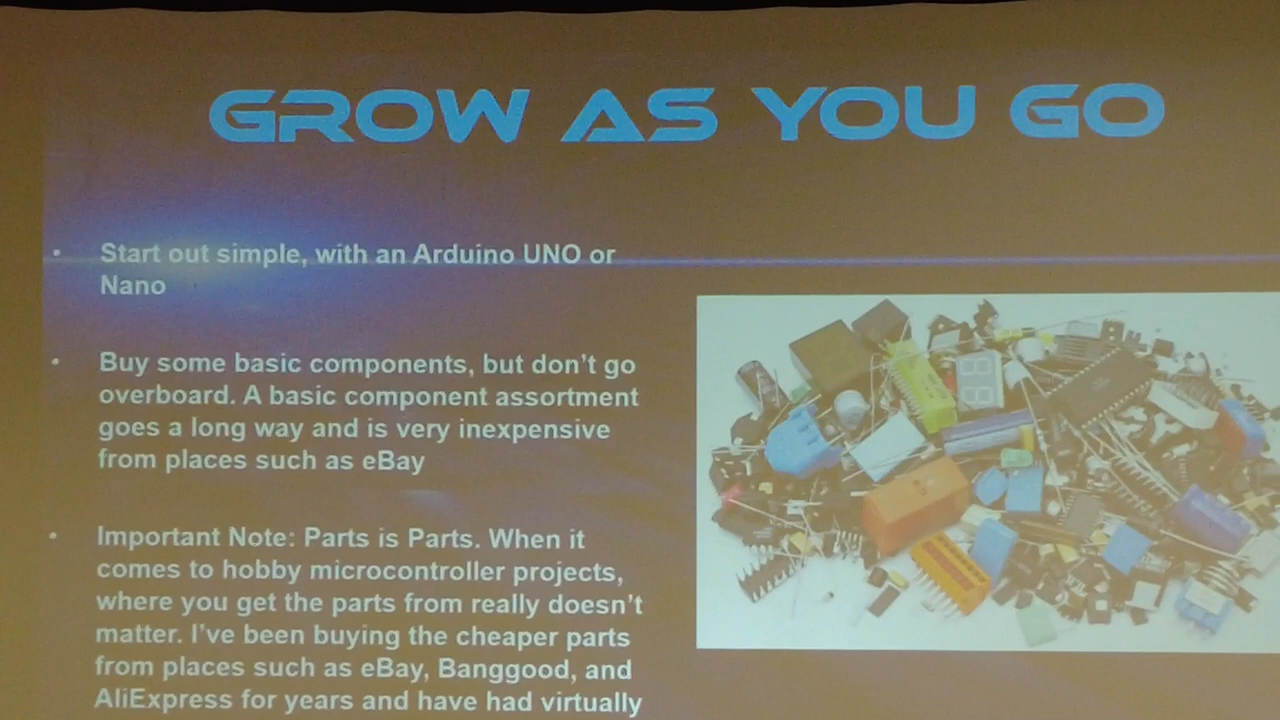 GROW AS YOU GO
• Start out simple, with an Arduino UNO or
Nano
• Buy some basic components, but don't go
overboard. A basic component assortment
goes a long way and is very inexpensive
from places such as eBay
• Important Note: Parts is Parts. When it
comes to hobby microcontroller projects,
where you get the parts from really doesn't
matter. I've been buying the cheaper parts
from places such as eBay, Banggood, and
AliExpress for years and have had virtually